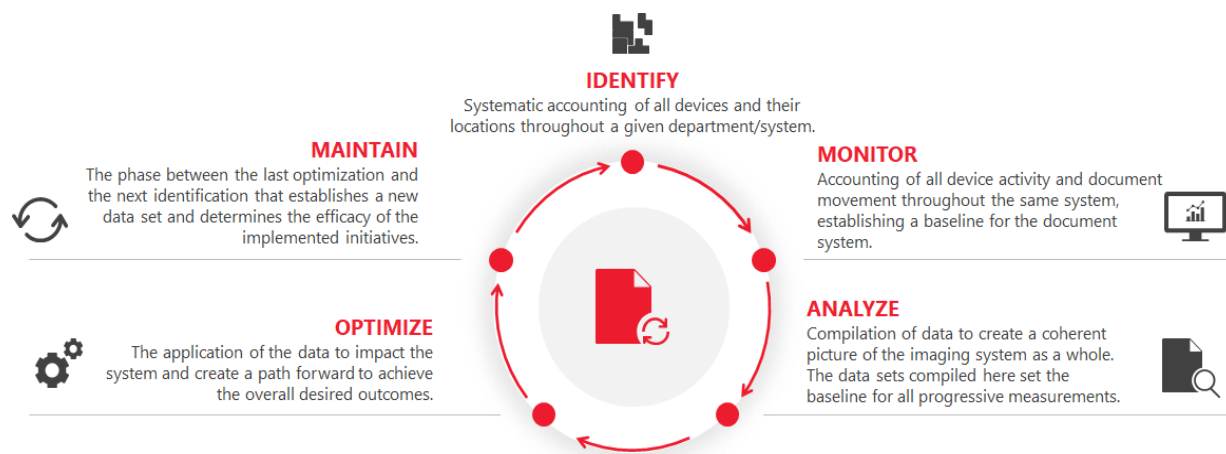 IDENTIFY
Systematic accounting of all devices and their
locations throughout a given department/system.
MONITOR
Accounting of all device activity and document
movement throughout the same system,
establishing a baseline for the document
system.
ANALYZE
Compilation of data to create a coherent
picture of the imaging system as a whole.
The data sets compiled here set the
baseline for all progressive measurements.
OPTIMIZE
The application of the data to impact the
system and create a path forward to achieve
the overall desired outcomes.
MAINTAIN
The phase between the last optimization and
the next identification that establishes a new
data set and determines the efficacy of the
implemented initiatives.